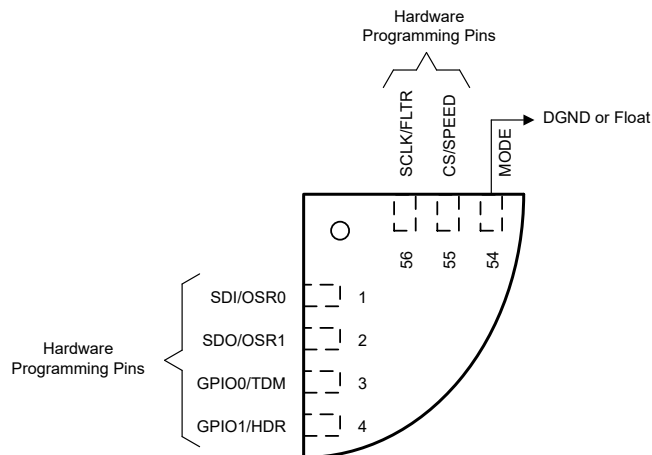 Hardware
Programming Pins
SCLK/FLTR
CS/SPEED
MODE
DGND or Float
56
55
54
SDI/OSR0
1
SDO/OSR1
2
GPIO0/TDM
3
GPIO1/HDR
4
Hardware
Programming Pins